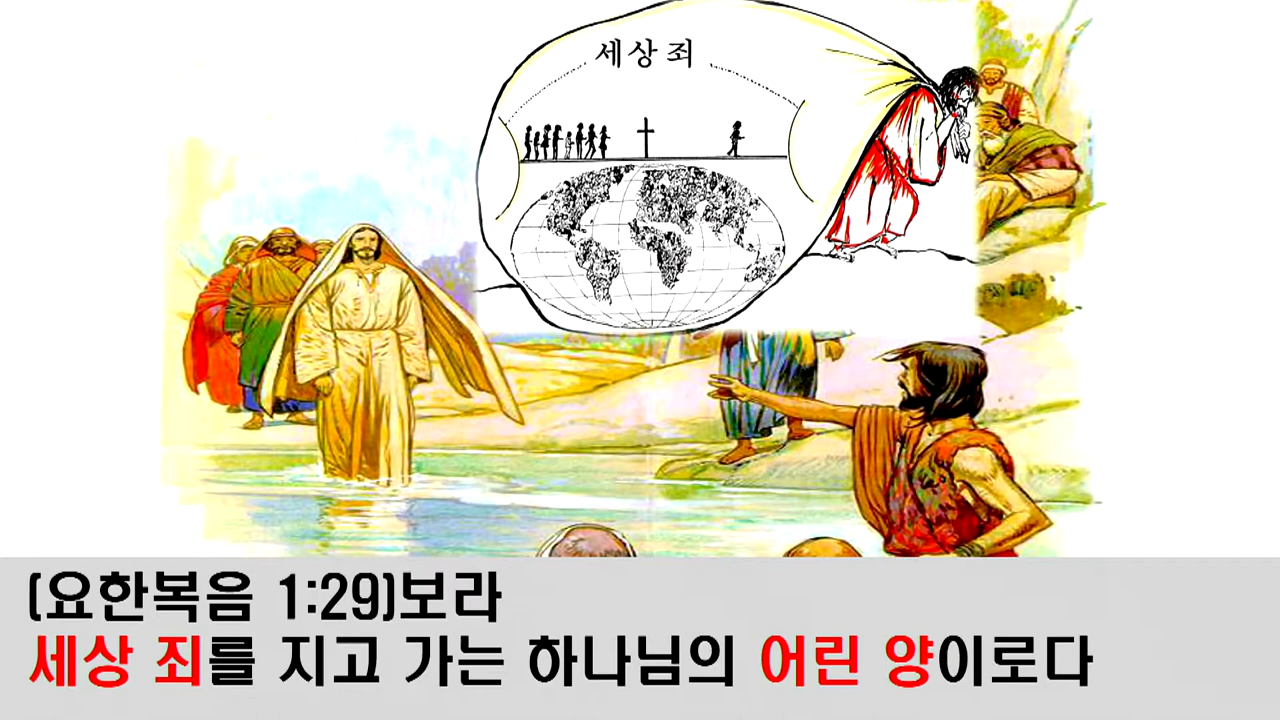 세상 죄
(요한복음 1:29)보라
세상 죄를 지고 가는 하나님의 어린 양이로다